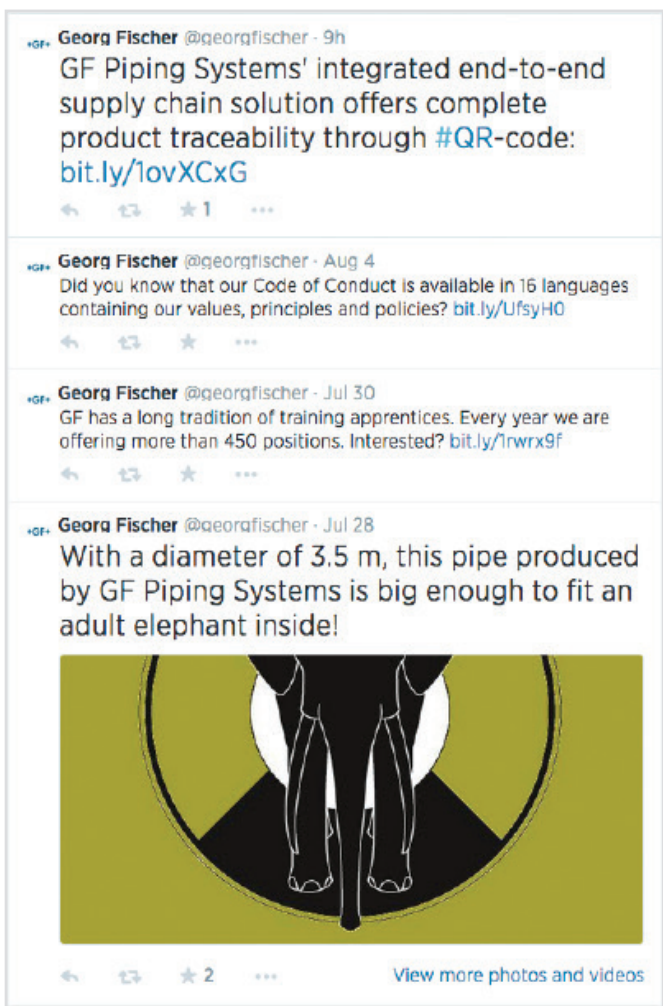 +GF+ Georg Fischer @georgfischer · 9h
GF Piping Systems' integrated end-to-end
supply chain solution offers complete
product traceability through #QR-code:
bit.ly/1ovXCxG
1
+GF+ Georg Fischer @georgfischer · Aug 4
Did you know that our Code of Conduct is available in 16 languages
containing our values, principles and policies? bit.ly/UfsyH0
+GF+ Georg Fischer @georgfischer · Jul 30
GF has a long tradition of training apprentices. Every year we are
offering more than 450 positions. Interested? bit.ly/1rwrx9f
+GF+ Georg Fischer @georgfischer · Jul 28
With a diameter of 3.5 m, this pipe produced
by GF Piping Systems is big enough to fit an
adult elephant inside!
2 View more photos and videos